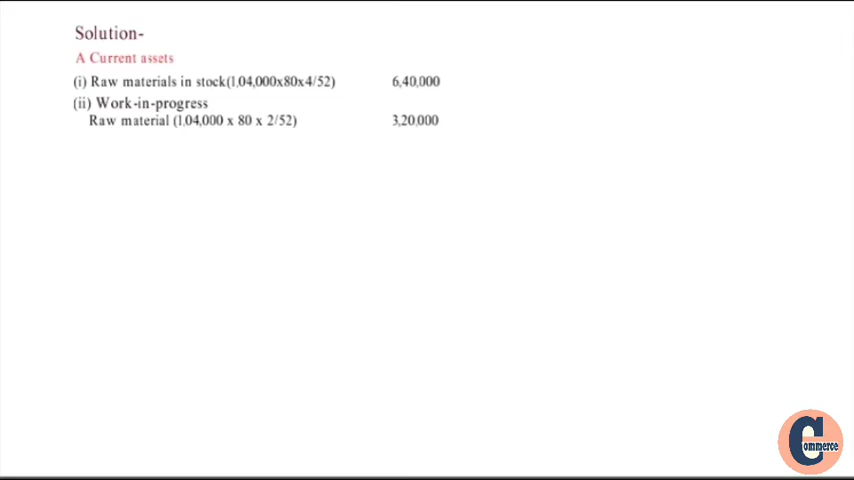 Solution-
A Current assets
(i) Raw materials in stock(1,04,000x80x4/52) 6,40,000
(ii) Work-in-progress
Raw material (1,04,000 x 80 x 2/52) 3,20,000
Commerce